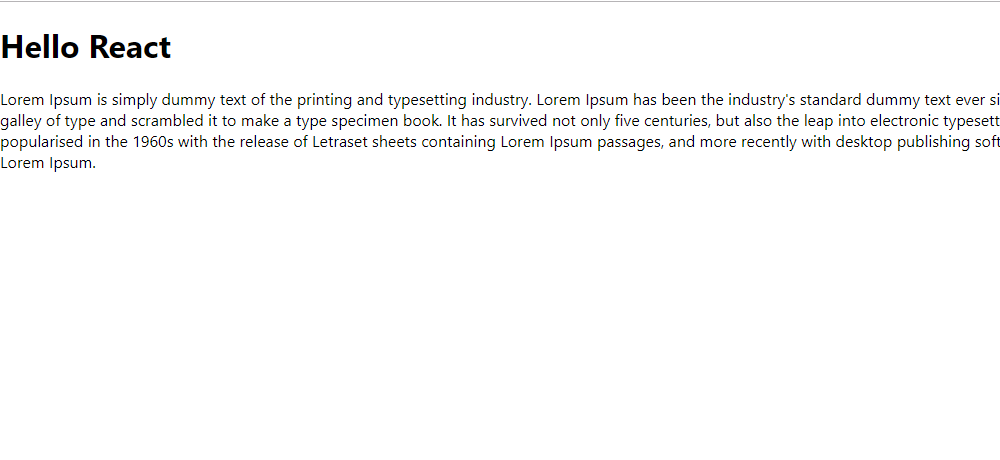 Hello React
Lorem Ipsum is simply dummy text of the printing and typesetting industry. Lorem Ipsum has been the industry's standard dummy text ever si
galley of type and scrambled it to make a type specimen book. It has survived not only five centuries, but also the leap into electronic typesett
popularised in the 1960s with the release of Letraset sheets containing Lorem Ipsum passages, and more recently with desktop publishing soft
Lorem Ipsum.